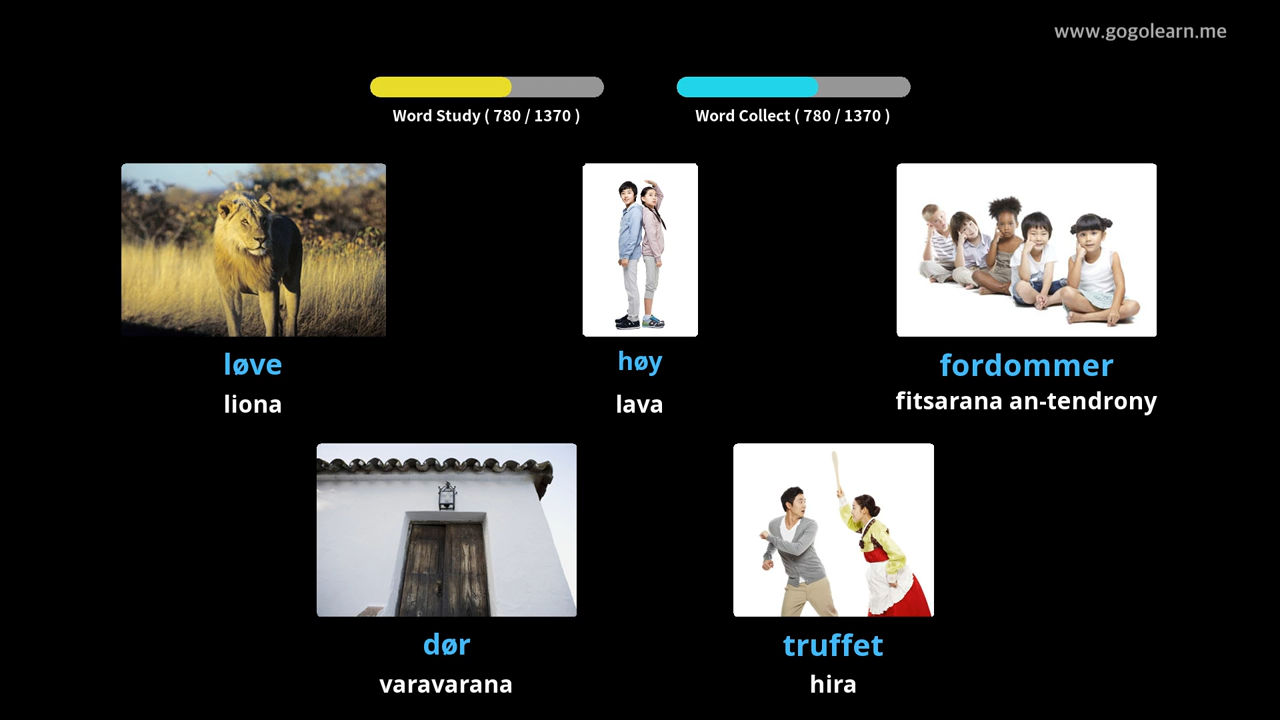 www.gogolearn.me
Word Study ( 780 / 1370 )
Word Collect ( 780 / 1370 )
løve
liona
høy
lava
fordommer
fitsarana an-tendrony
dør
varavarana
truffet
hira